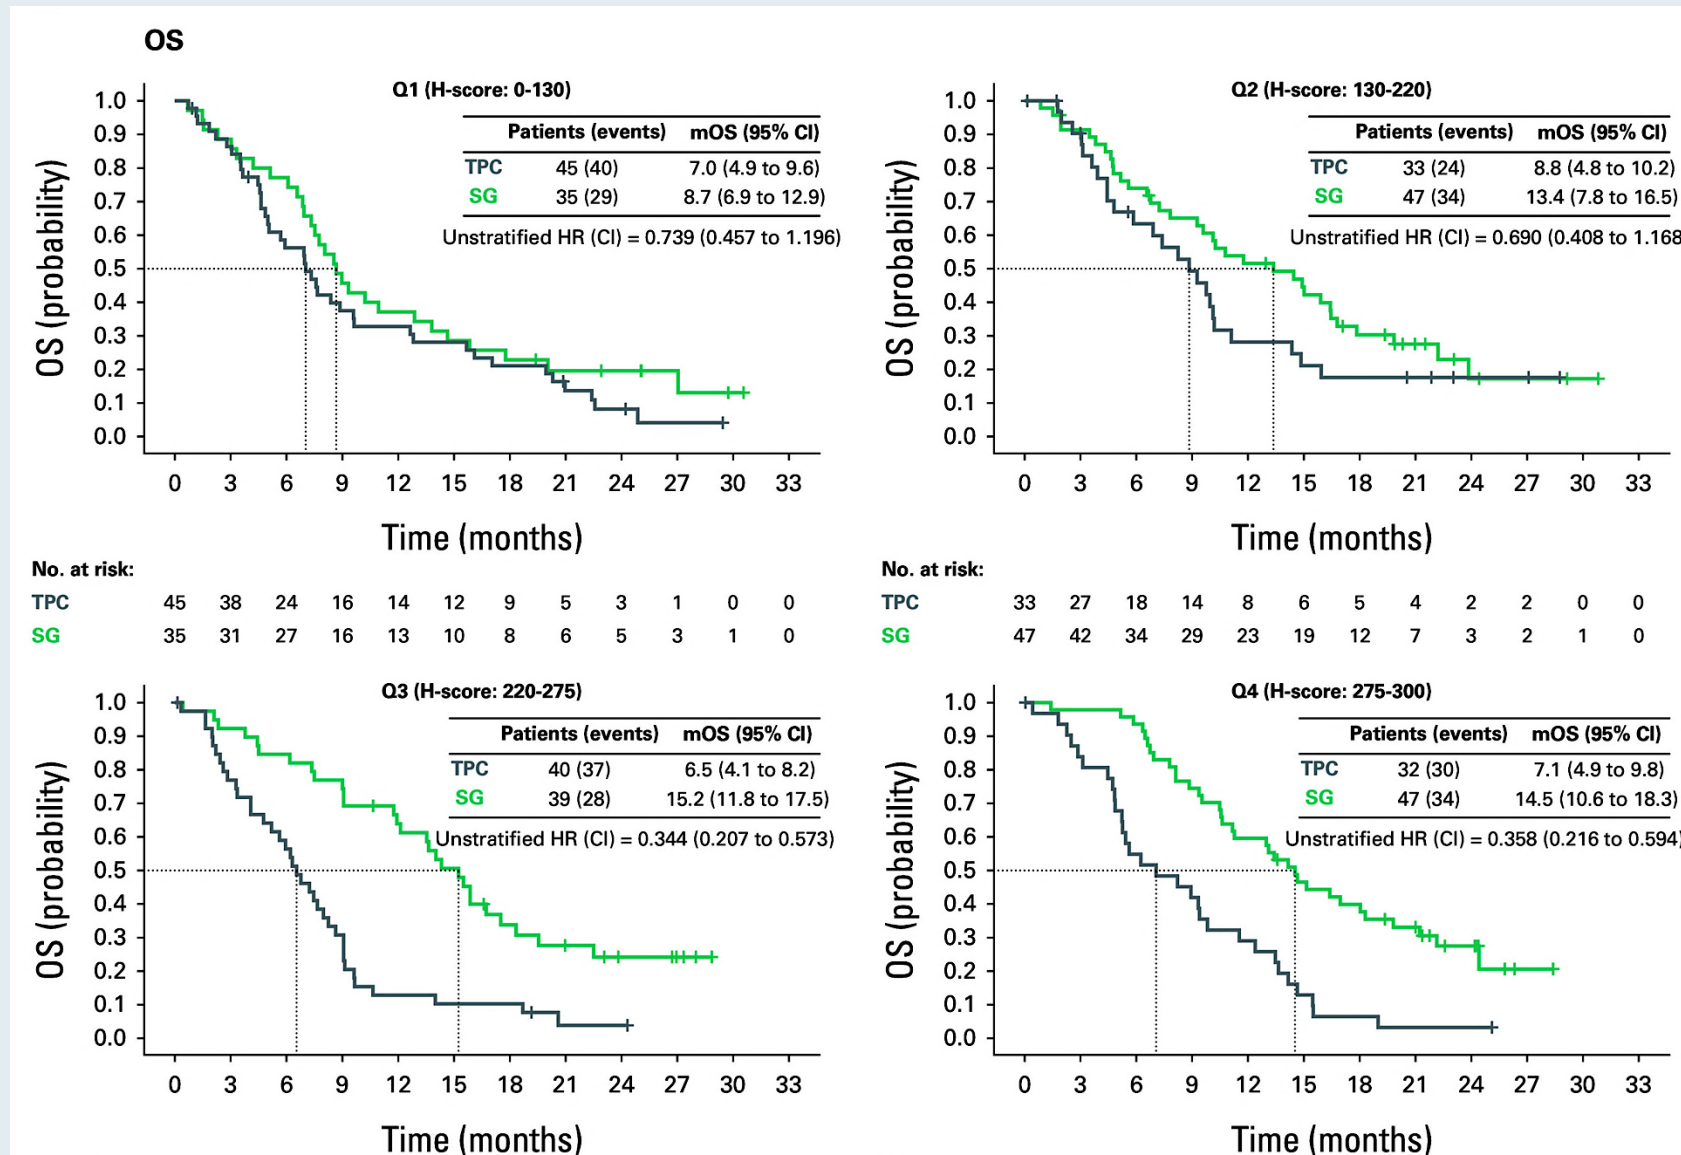 OS
Q1 (H-score: 0-130)
Patients (events) mOS (95% CI)
TPC 45 (40) 7.0 (4.9 to 9.6)
SG 35 (29) 8.7 (6.9 to 12.9)
Unstratified HR (CI) = 0.739 (0.457 to 1.196)
OS (probability)
1.0
0.9
0.8
0.7
0.6
0.5
0.4
0.3
0.2
0.1
0.0
0 3 6 9 12 15 18 21 24 27 30 33
Time (months)
No. at risk:
TPC 45 38 24 16 14 12 9 5 3 1 0 0
SG 35 31 27 16 13 10 8 6 5 3 1 0
Q2 (H-score: 130-220)
Patients (events) mOS (95% CI)
TPC 33 (24) 8.8 (4.8 to 10.2)
SG 47 (34) 13.4 (7.8 to 16.5)
Unstratified HR (CI) = 0.690 (0.408 to 1.168
OS (probability)
1.0
0.9
0.8
0.7
0.6
0.5
0.4
0.3
0.2
0.1
0.0
0 3 6 9 12 15 18 21 24 27 30 33
Time (months)
No. at risk:
TPC 33 27 18 14 8 6 5 4 2 2 0 0
SG 47 42 34 29 23 19 12 7 3 2 1 0
Q3 (H-score: 220-275)
Patients (events) mOS (95% CI)
TPC 40 (37) 6.5 (4.1 to 8.2)
SG 39 (28) 15.2 (11.8 to 17.5)
Unstratified HR (CI) = 0.344 (0.207 to 0.573)
OS (probability)
1.0
0.9
0.8
0.7
0.6
0.5
0.4
0.3
0.2
0.1
0.0
0 3 6 9 12 15 18 21 24 27 30 33
Time (months)
Q4 (H-score: 275-300)
Patients (events) mOS (95% CI)
TPC 32 (30) 7.1 (4.9 to 9.8)
SG 47 (34) 14.5 (10.6 to 18.3)
Unstratified HR (CI) = 0.358 (0.216 to 0.594)
OS (probability)
1.0
0.9
0.8
0.7
0.6
0.5
0.4
0.3
0.2
0.1
0.0
0 3 6 9 12 15 18 21 24 27 30 33
Time (months)